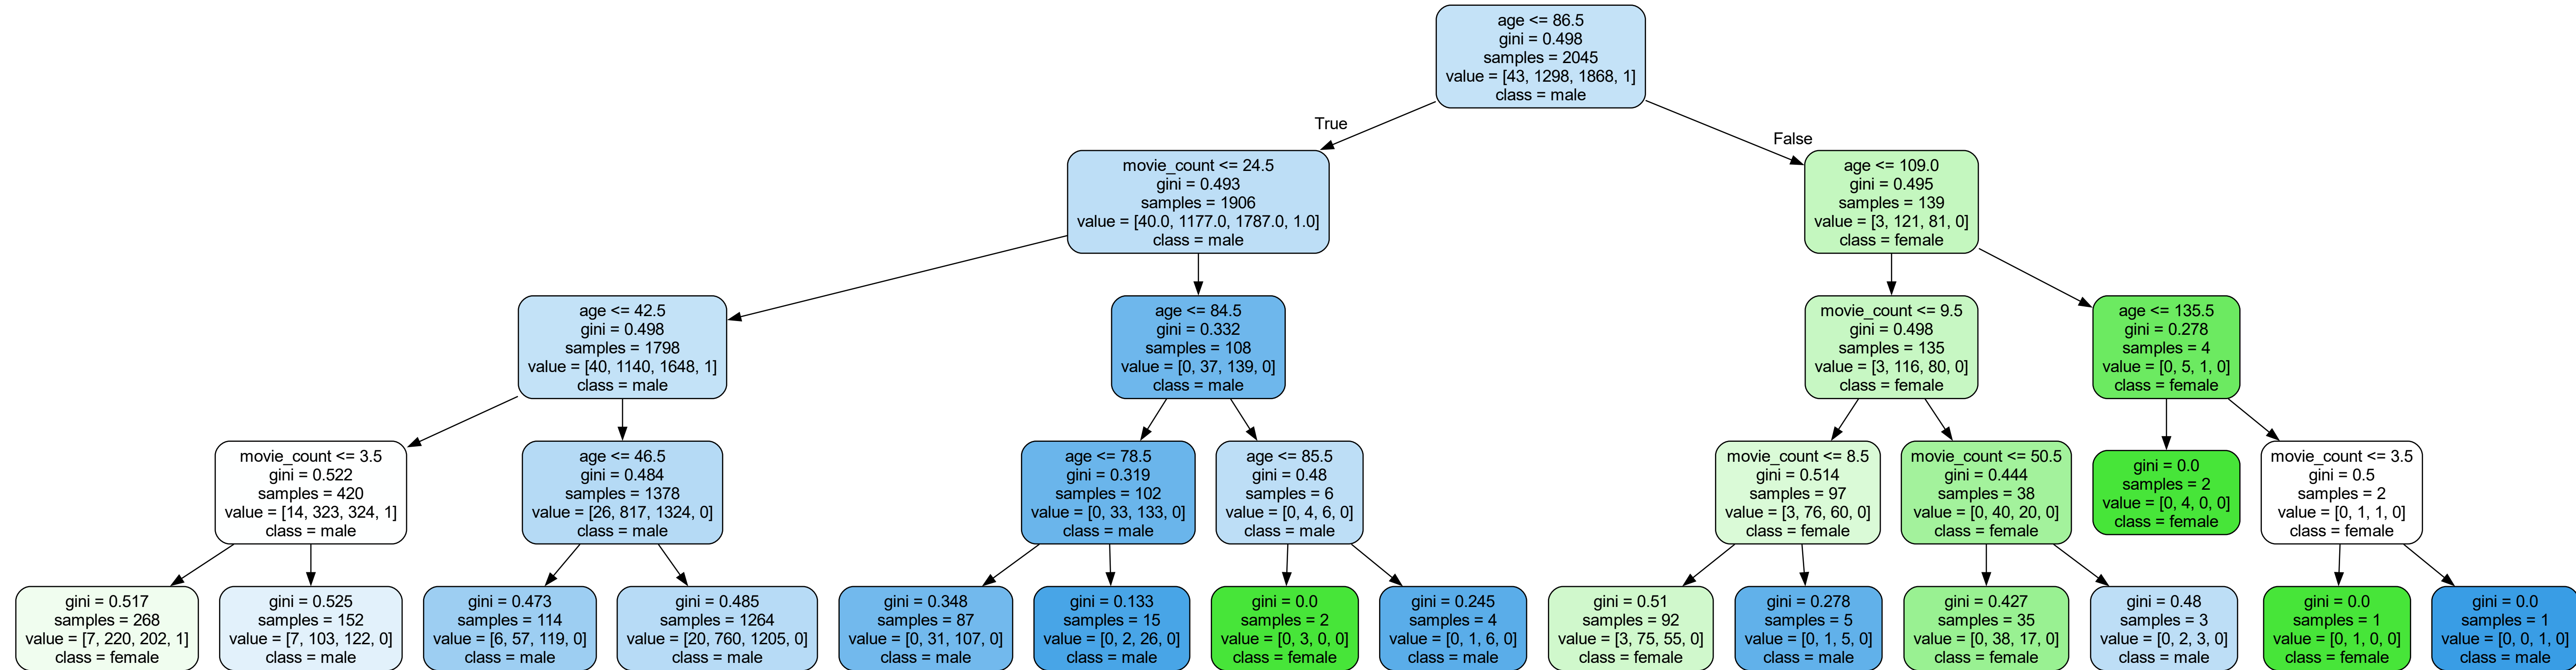 age <= 86.5
gini = 0.498
samples = 2045
value = [43, 1298, 1868, 1]
class = male
True
False
movie_count <= 24.5
gini = 0.493
samples = 1906
value = [40.0, 1177.0, 1787.0, 1.0]
class = male
age <= 109.0
gini = 0.495
samples = 139
value = [3, 121, 81, 0]
class = female
age <= 42.5
gini = 0.498
samples = 1798
value = [40, 1140, 1648, 1]
class = male
age <= 84.5
gini = 0.332
samples = 108
value = [0, 37, 139, 0]
class = male
movie_count <= 9.5
gini = 0.498
samples = 135
value = [3, 116, 80, 0]
class = female
age <= 135.5
gini = 0.278
samples = 4
value = [0, 5, 1, 0]
class = female
movie_count <= 3.5
gini = 0.522
samples = 420
value = [14, 323, 324, 1]
class = male
age <= 46.5
gini = 0.484
samples = 1378
value = [26, 817, 1324, 0]
class = male
age <= 78.5
gini = 0.319
samples = 102
value = [0, 33, 133, 0]
class = male
age <= 85.5
gini = 0.48
samples = 6
value = [0, 4, 6, 0]
class = male
movie_count <= 8.5
gini = 0.514
samples = 97
value = [3, 76, 60, 0]
class = female
movie_count <= 50.5
gini = 0.444
samples = 38
value = [0, 40, 20, 0]
class = female
gini = 0.0
samples = 2
value = [0, 4, 0, 0]
class = female
movie_count <= 3.5
gini = 0.5
samples = 2
value = [0, 1, 1, 0]
class = female
gini = 0.517
samples = 268
value = [7, 220, 202, 1]
class = female
gini = 0.525
samples = 152
value = [7, 103, 122, 0]
class = male
gini = 0.473
samples = 114
value = [6, 57, 119, 0]
class = male
gini = 0.485
samples = 1264
value = [20, 760, 1205, 0]
class = male
gini = 0.348
samples = 87
value = [0, 31, 107, 0]
class = male
gini = 0.133
samples = 15
value = [0, 2, 26, 0]
class = male
gini = 0.0
samples = 2
value = [0, 3, 0, 0]
class = female
gini = 0.245
samples = 4
value = [0, 1, 6, 0]
class = male
gini = 0.51
samples = 92
value = [3, 75, 55, 0]
class = female
gini = 0.278
samples = 5
value = [0, 1, 5, 0]
class = male
gini = 0.427
samples = 35
value = [0, 38, 17, 0]
class = female
gini = 0.48
samples = 3
value = [0, 2, 3, 0]
class = male
gini = 0.0
samples = 1
value = [0, 1, 0, 0]
class = female
gini = 0.0
samples = 1
value = [0, 0, 1, 0]
class = male